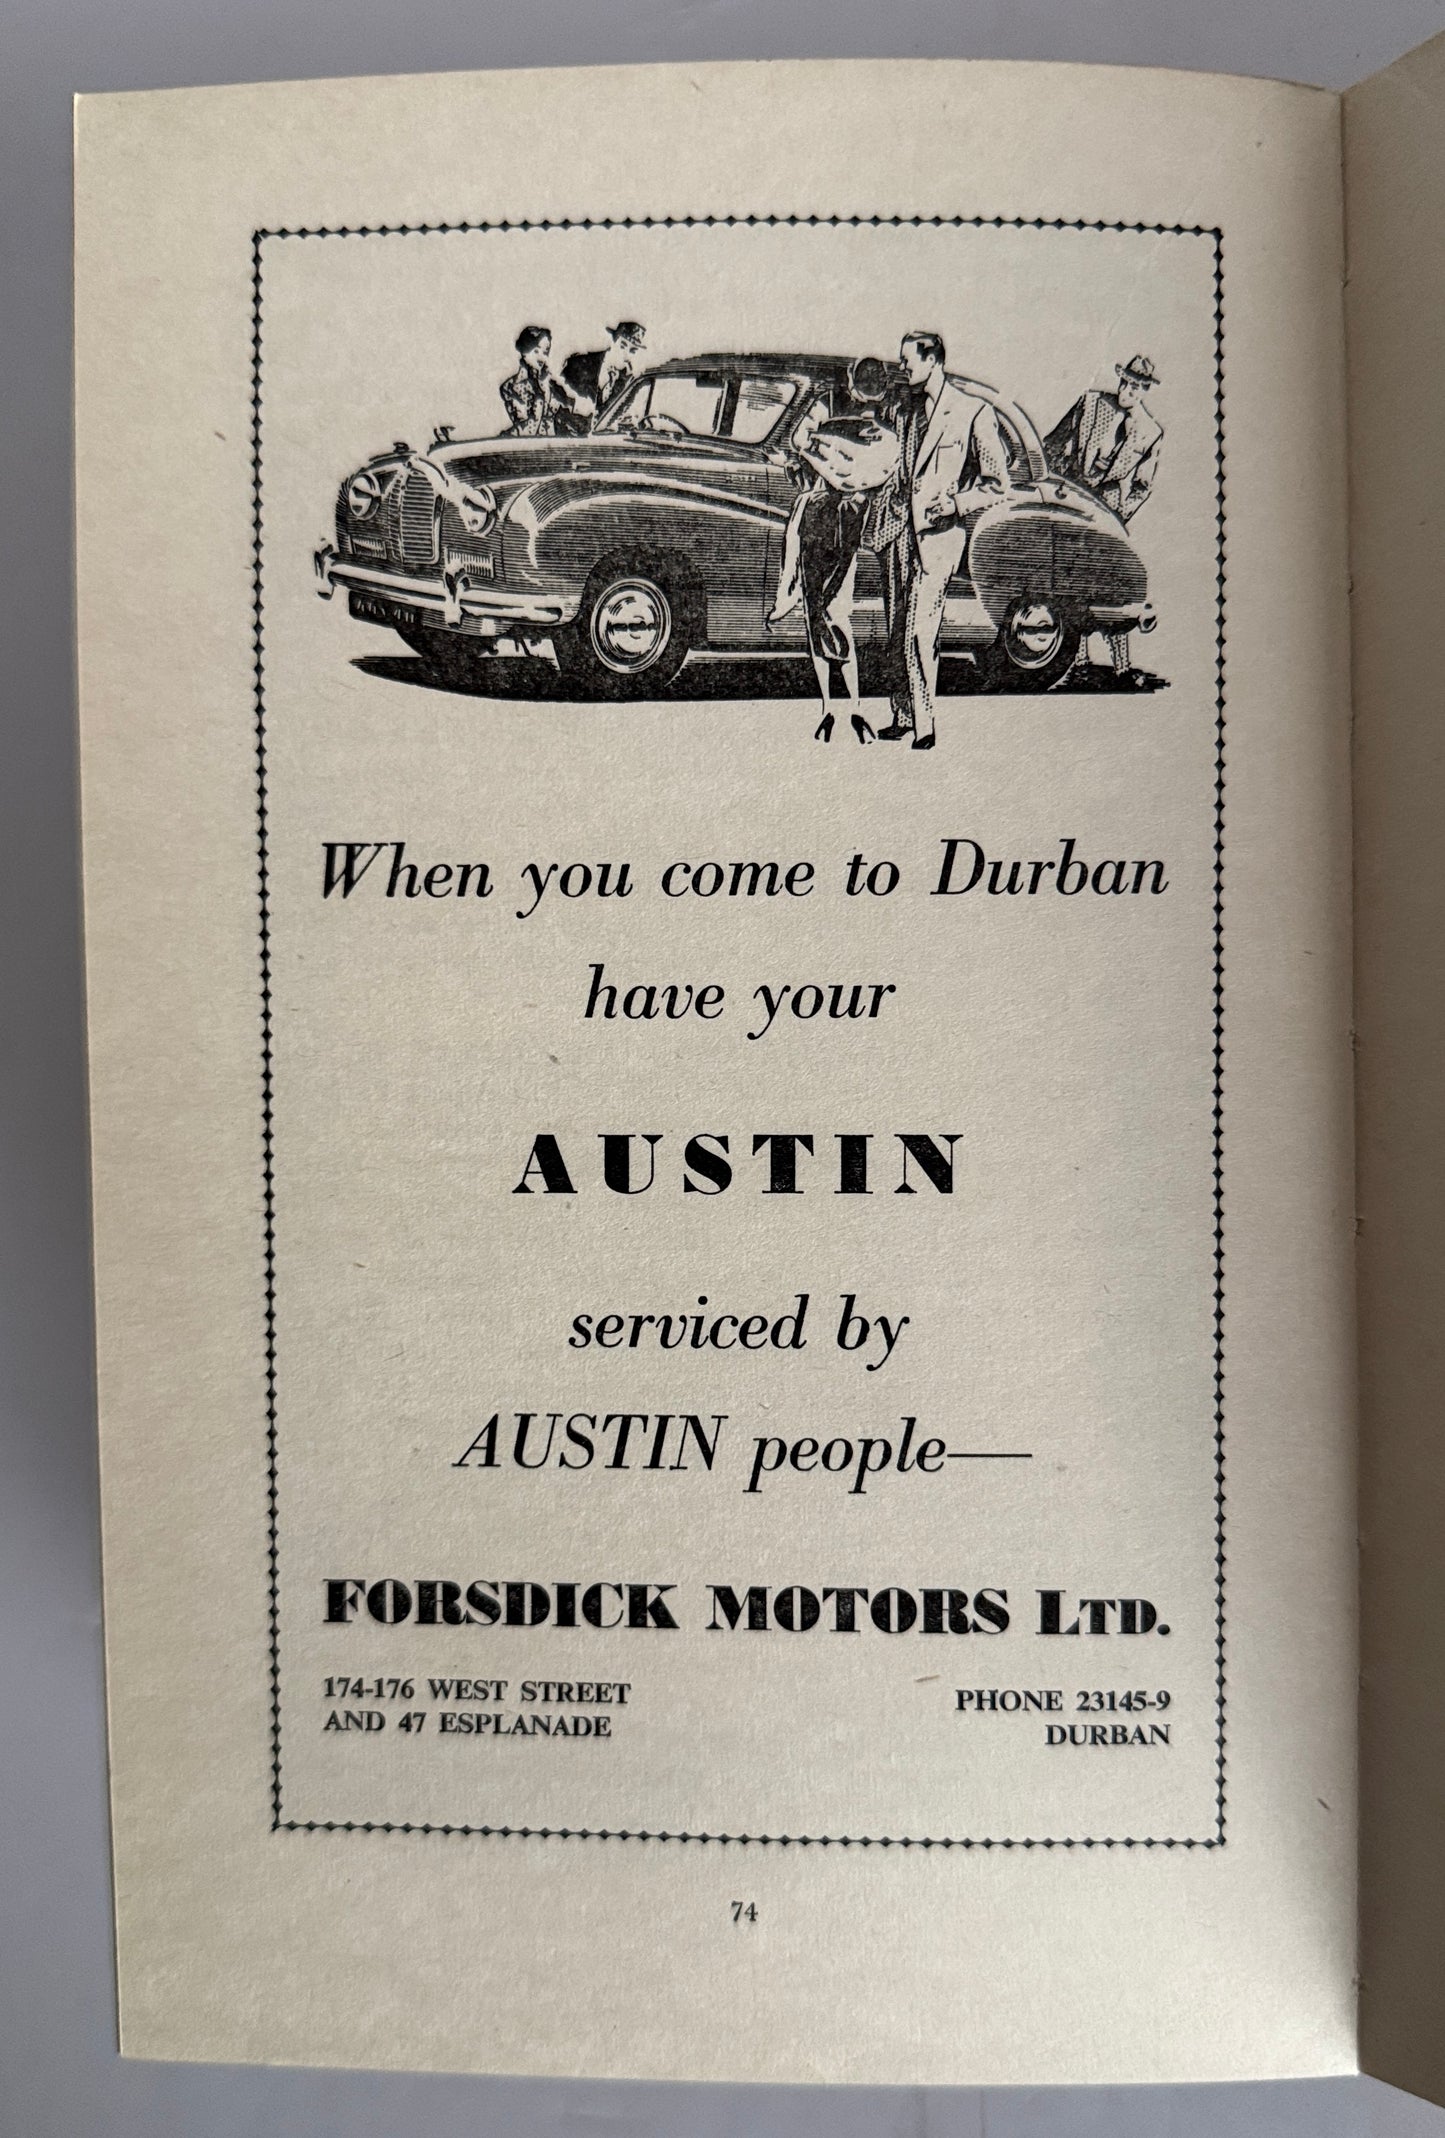 When you come to Durban
have your
AUSTIN
serviced by
AUSTIN people—
FORSDICK MOTORS LTD.
174-176 WEST STREET
AND 47 ESPLANADE
PHONE 23145-9
DURBAN
74